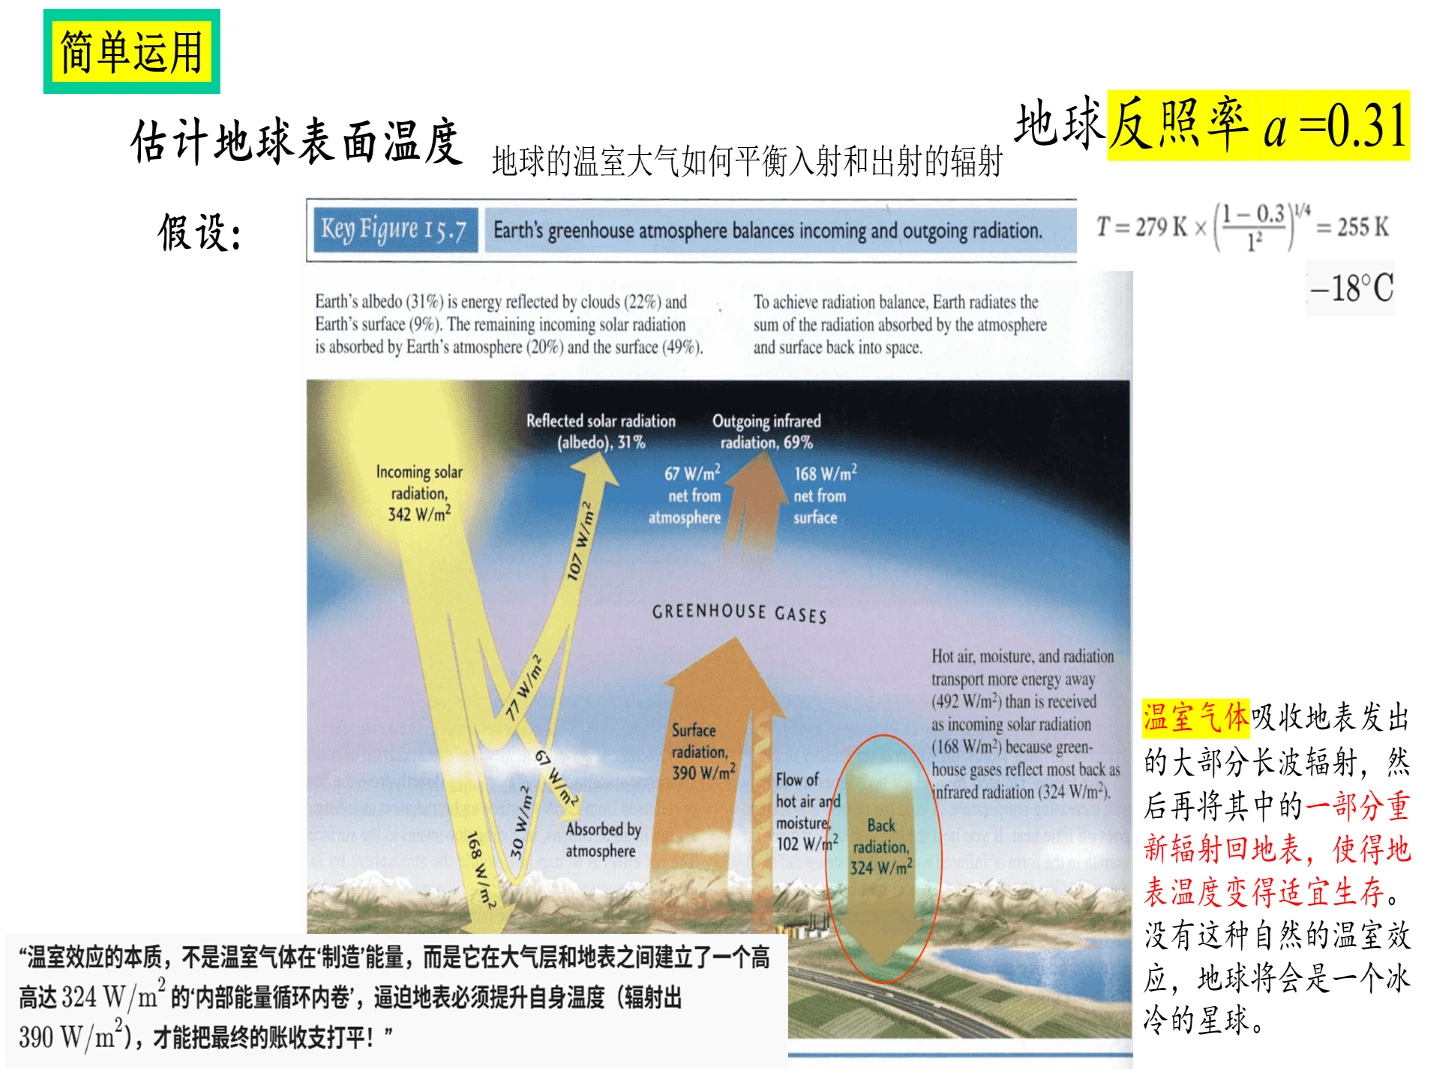 简单运用
估计地球表面温度
地球的温室大气如何平衡入射和出射的辐射
地球反照率 a =0.31
假设:
Key Figure 15.7
Earth's greenhouse atmosphere balances incoming and outgoing radiation.
T = 279 K × ((1 − 0.3)/1²)^1/4 = 255 K
−18°C
Earth's albedo (31%) is energy reflected by clouds (22%) and
Earth's surface (9%). The remaining incoming solar radiation
is absorbed by Earth's atmosphere (20%) and the surface (49%).
To achieve radiation balance, Earth radiates the
sum of the radiation absorbed by the atmosphere
and surface back into space.
Reflected solar radiation
(albedo), 31%
Outgoing infrared
radiation, 69%
Incoming solar
radiation,
342 W/m²
67 W/m²
net from
atmosphere
168 W/m²
net from
surface
107 W/m²
GREENHOUSE GASES
77 W/m²
67 W/m²
Absorbed by
atmosphere
30 W/m²
168 W/m²
Surface
radiation,
390 W/m²
Flow of
hot air and
moisture,
102 W/m²
Back
radiation,
324 W/m²
Hot air, moisture, and radiation
transport more energy away
(492 W/m²) than is received
as incoming solar radiation
(168 W/m²) because green-
house gases reflect most back as
infrared radiation (324 W/m²).
温室气体吸收地表发出
的大部分长波辐射，然
后再将其中的一部分重
新辐射回地表，使得地
表温度变得适宜生存。
没有这种自然的温室效
应，地球将会是一个冰
冷的星球。
“温室效应的本质，不是温室气体在‘制造’能量，而是它在大气层和地表之间建立了一个高
高达 324 W/m² 的‘内部能量循环内卷’，逼迫地表必须提升自身温度（辐射出
390 W/m²），才能把最终的账收支打平！”